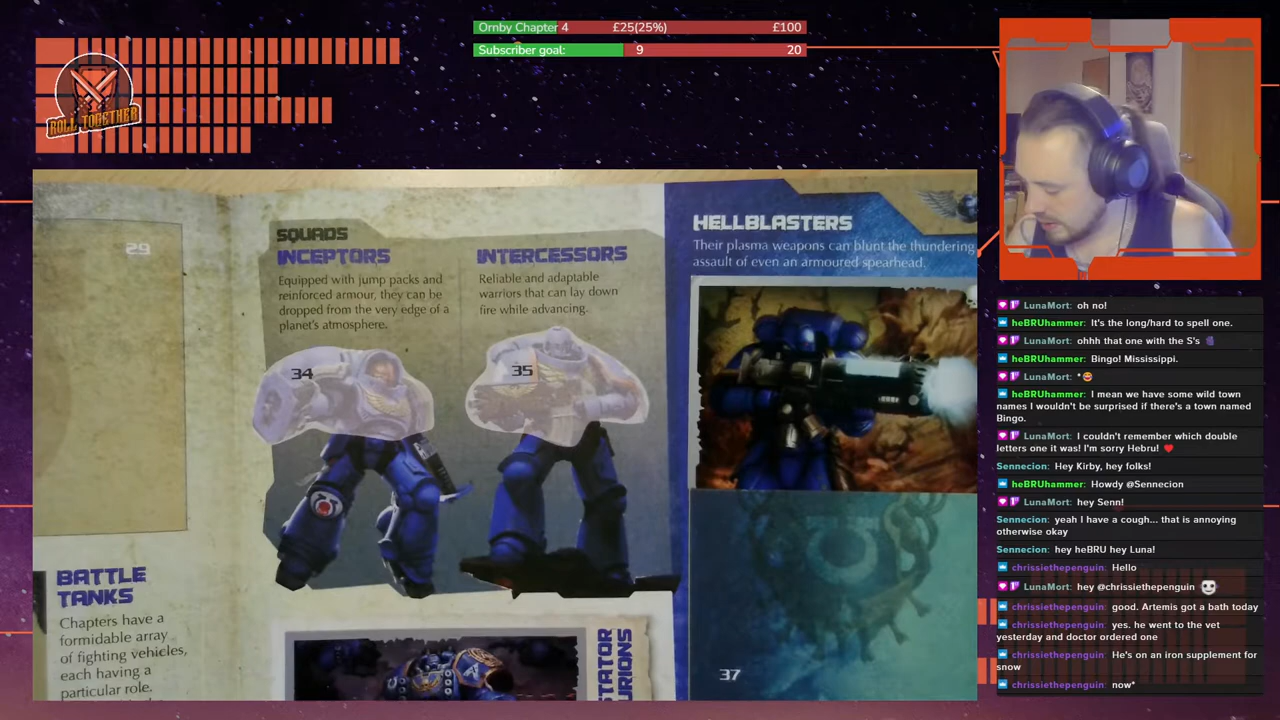 Ornby Chapter 4 £25(25%) £100
Subscriber goal: 9 20
ROLL TOGETHER
29
SQUADS
INCEPTORS
Equipped with jump packs and
reinforced armour, they can be
dropped from the very edge of a
planet's atmosphere.
34
INTERCESSORS
Reliable and adaptable
warriors that can lay down
fire while advancing.
35
HELLBLASTERS
Their plasma weapons can blunt the thundering
assault of even an armoured spearhead.
37
BATTLE
TANKS
Chapters have a
formidable array
of fighting vehicles,
each having a
particular role.
LunaMort: oh no!
heBRUhammer: It's the long/hard to spell one.
LunaMort: ohhh that one with the S's
heBRUhammer: Bingo! Mississippi.
LunaMort: *
heBRUhammer: I mean we have some wild town
names I wouldn't be surprised if there's a town named
Bingo.
LunaMort: I couldn't remember which double
letters one it was! I'm sorry Hebru!
Sennecion: Hey Kirby, hey folks!
heBRUhammer: Howdy @Sennecion
LunaMort: hey Senn!
Sennecion: yeah I have a cough... that is annoying
otherwise okay
Sennecion: hey heBRU hey Luna!
chrissiethepenguin: Hello
LunaMort: hey @chrissiethepenguin
chrissiethepenguin: good. Artemis got a bath today
chrissiethepenguin: yes. he went to the vet
yesterday and doctor ordered one
chrissiethepenguin: He's on an iron supplement for
snow
chrissiethepenguin: now*